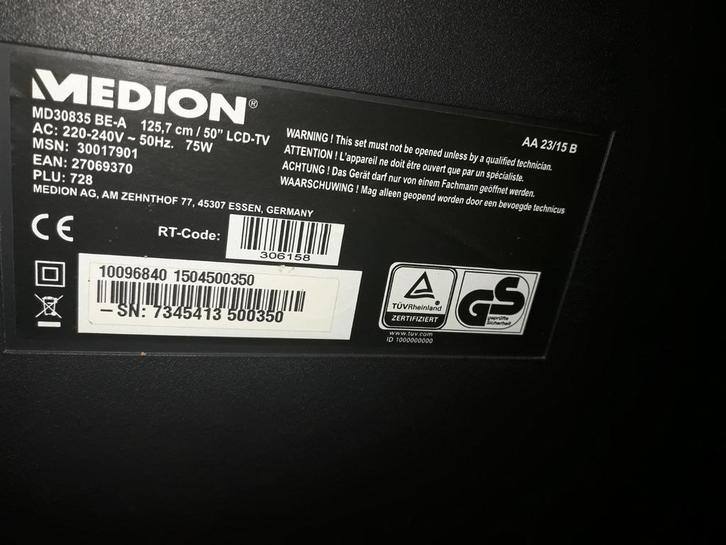 MEDION®
MD30835 BE-A 125,7 cm / 50" LCD-TV
AC: 220-240V ~ 50Hz. 75W
MSN: 30017901
EAN: 27069370
PLU: 728
MEDION AG, AM ZEHNTHOF 77, 45307 ESSEN, GERMANY
AA 23/15 B
WARNING ! This set must not be opened unless by a qualified technician.
ATTENTION ! L'appareil ne doit être ouvert que par un spécialiste.
ACHTUNG ! Das Gerät darf nur von einem Fachmann geöffnet werden.
WAARSCHUWING ! Mag alleen geopend worden door een bevoegde technicus
CE
RT-Code:
306158
10096840 1504500350
-SN: 7345413 500350
TÜVRheinland
ZERTIFIZIERT
www.tuv.com
ID 1000000000
GS
geprüfte
Sicherheit